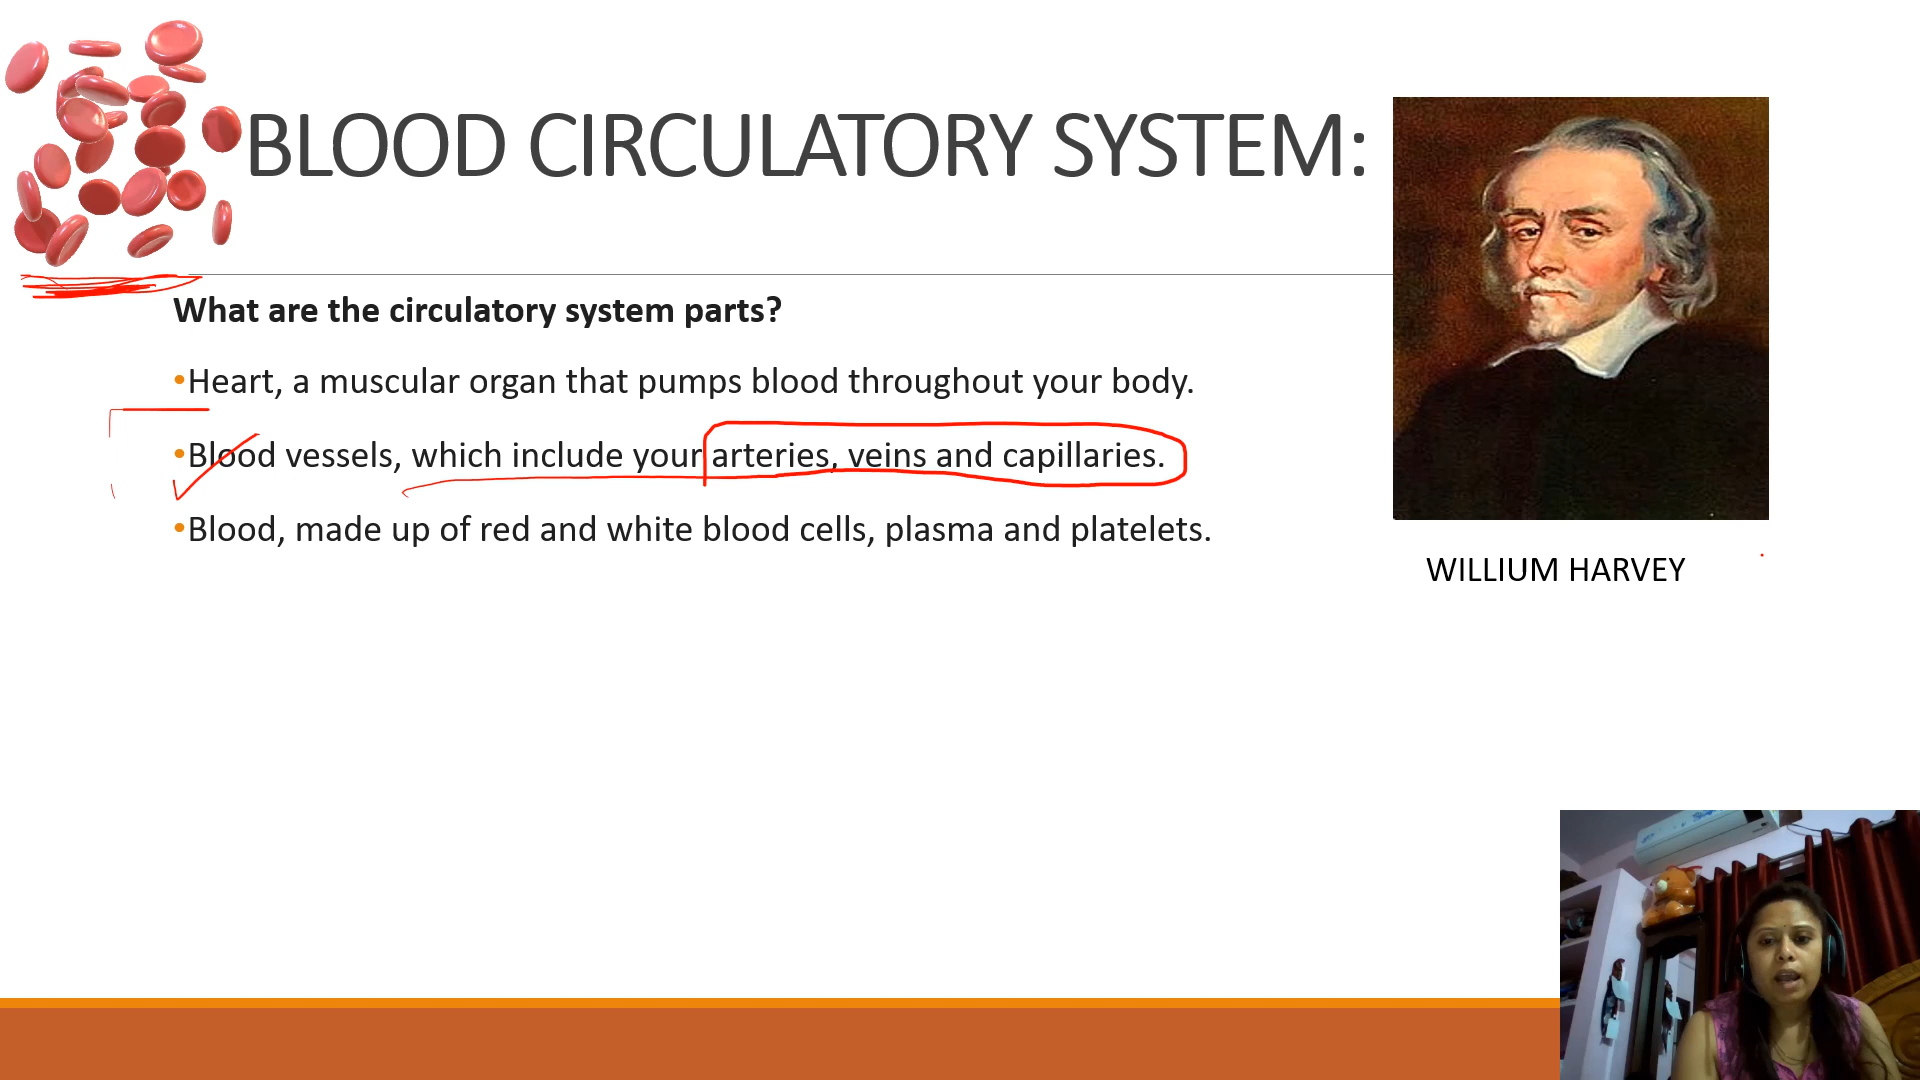 BLOOD CIRCULATORY SYSTEM:
What are the circulatory system parts?
•Heart, a muscular organ that pumps blood throughout your body.
•Blood vessels, which include your arteries, veins and capillaries.
•Blood, made up of red and white blood cells, plasma and platelets.
WILLIUM HARVEY